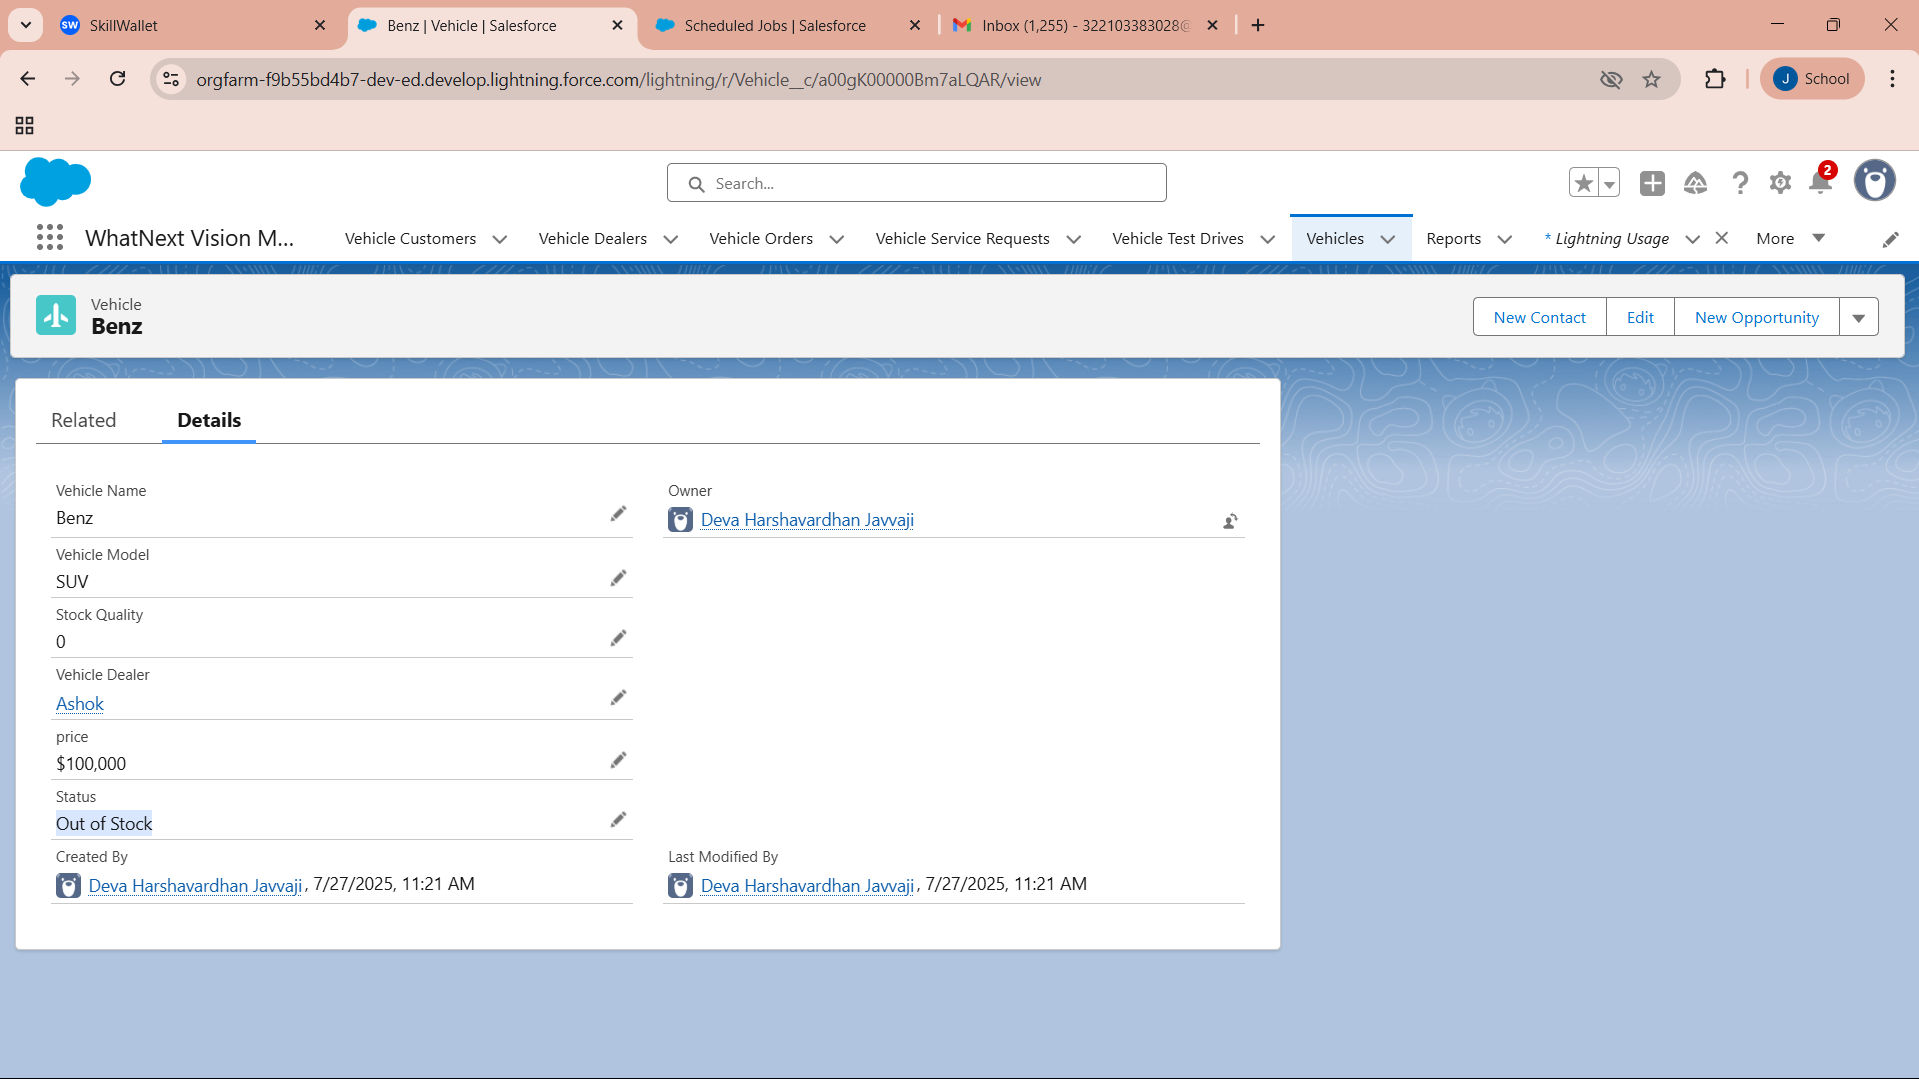 SW SkillWallet
Benz | Vehicle | Salesforce
Scheduled Jobs | Salesforce
Inbox (1,255) - 322103383028@
orgfarm-f9b55bd4b7-dev-ed.develop.lightning.force.com/lightning/r/Vehicle__c/a00gK00000Bm7aLQAR/view
J School
Search...
2
WhatNext Vision M... Vehicle Customers Vehicle Dealers Vehicle Orders Vehicle Service Requests Vehicle Test Drives Vehicles Reports * Lightning Usage More
Vehicle
Benz
New Contact Edit New Opportunity
Related Details
Vehicle Name
Benz
Owner
Deva Harshavardhan Javvaji
Vehicle Model
SUV
Stock Quality
0
Vehicle Dealer
Ashok
price
$100,000
Status
Out of Stock
Created By
Deva Harshavardhan Javvaji, 7/27/2025, 11:21 AM
Last Modified By
Deva Harshavardhan Javvaji, 7/27/2025, 11:21 AM